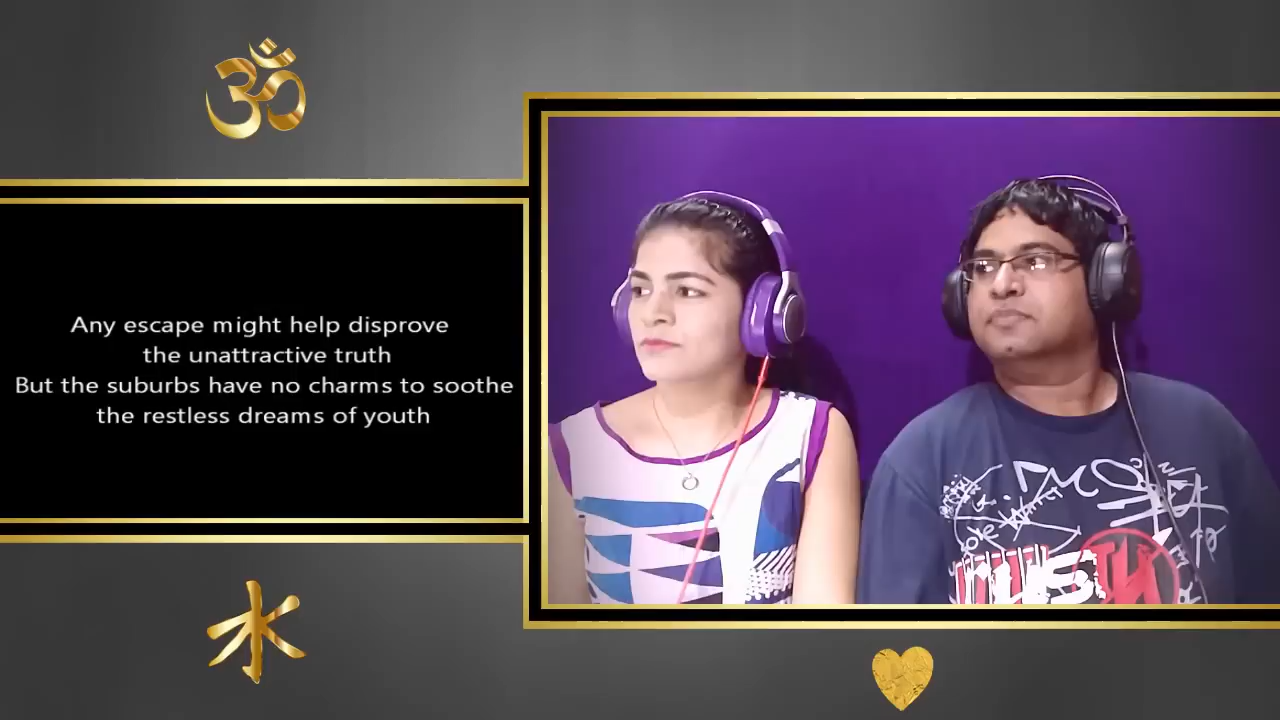 ॐ
Any escape might help disprove
the unattractive truth
But the suburbs have no charms to soothe
the restless dreams of youth
水